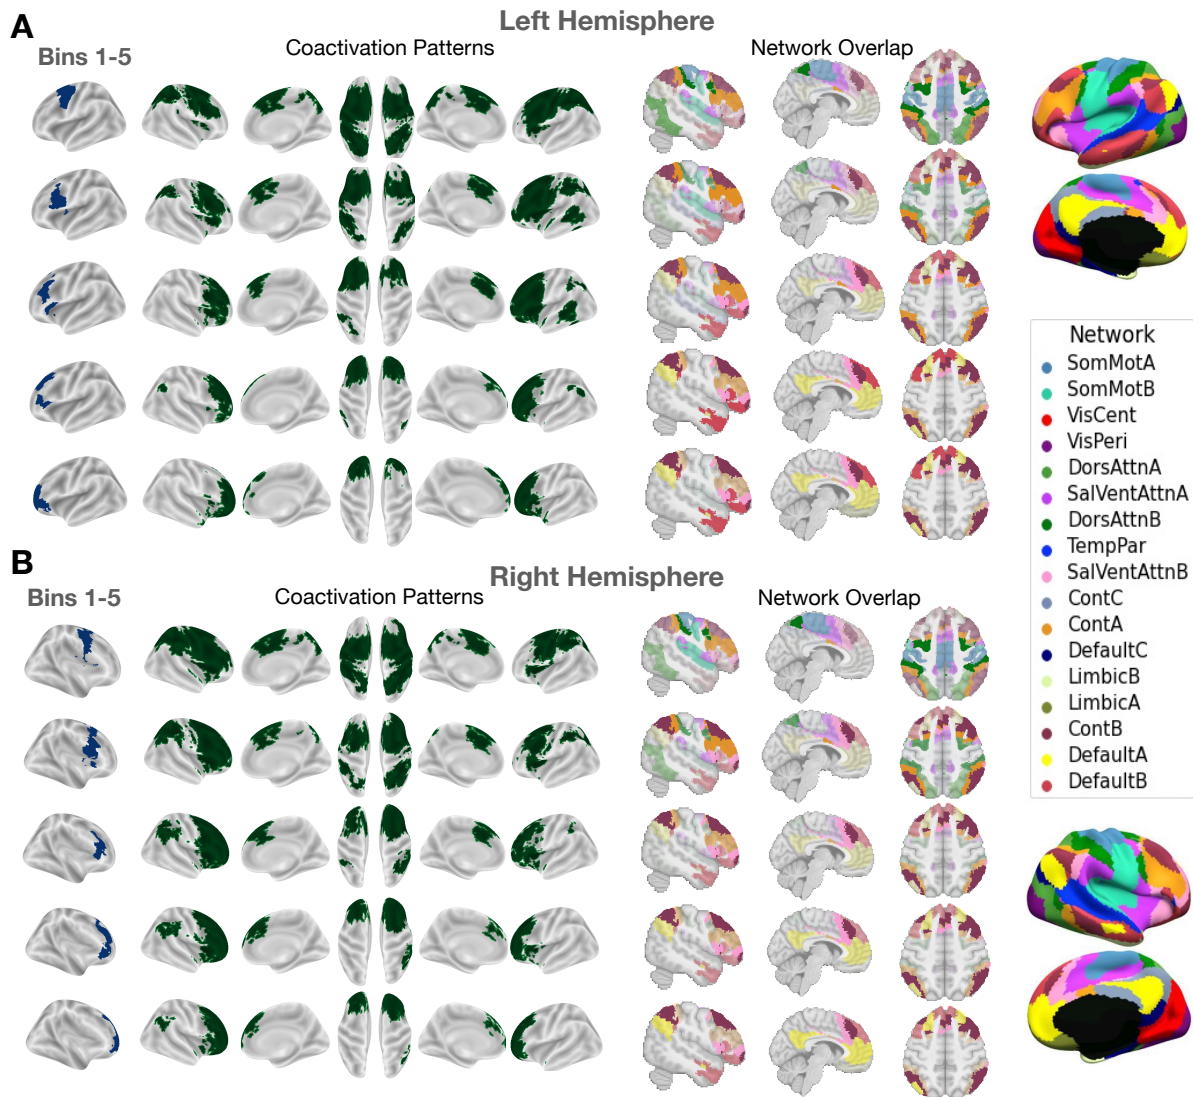 A
Left Hemisphere
Bins 1-5
Coactivation Patterns
Network Overlap
Network
SomMotA
SomMotB
VisCent
VisPeri
DorsAttnA
SalVentAttnA
DorsAttnB
TempPar
SalVentAttnB
ContC
ContA
DefaultC
LimbicB
LimbicA
ContB
DefaultA
DefaultB
B
Right Hemisphere
Bins 1-5
Coactivation Patterns
Network Overlap